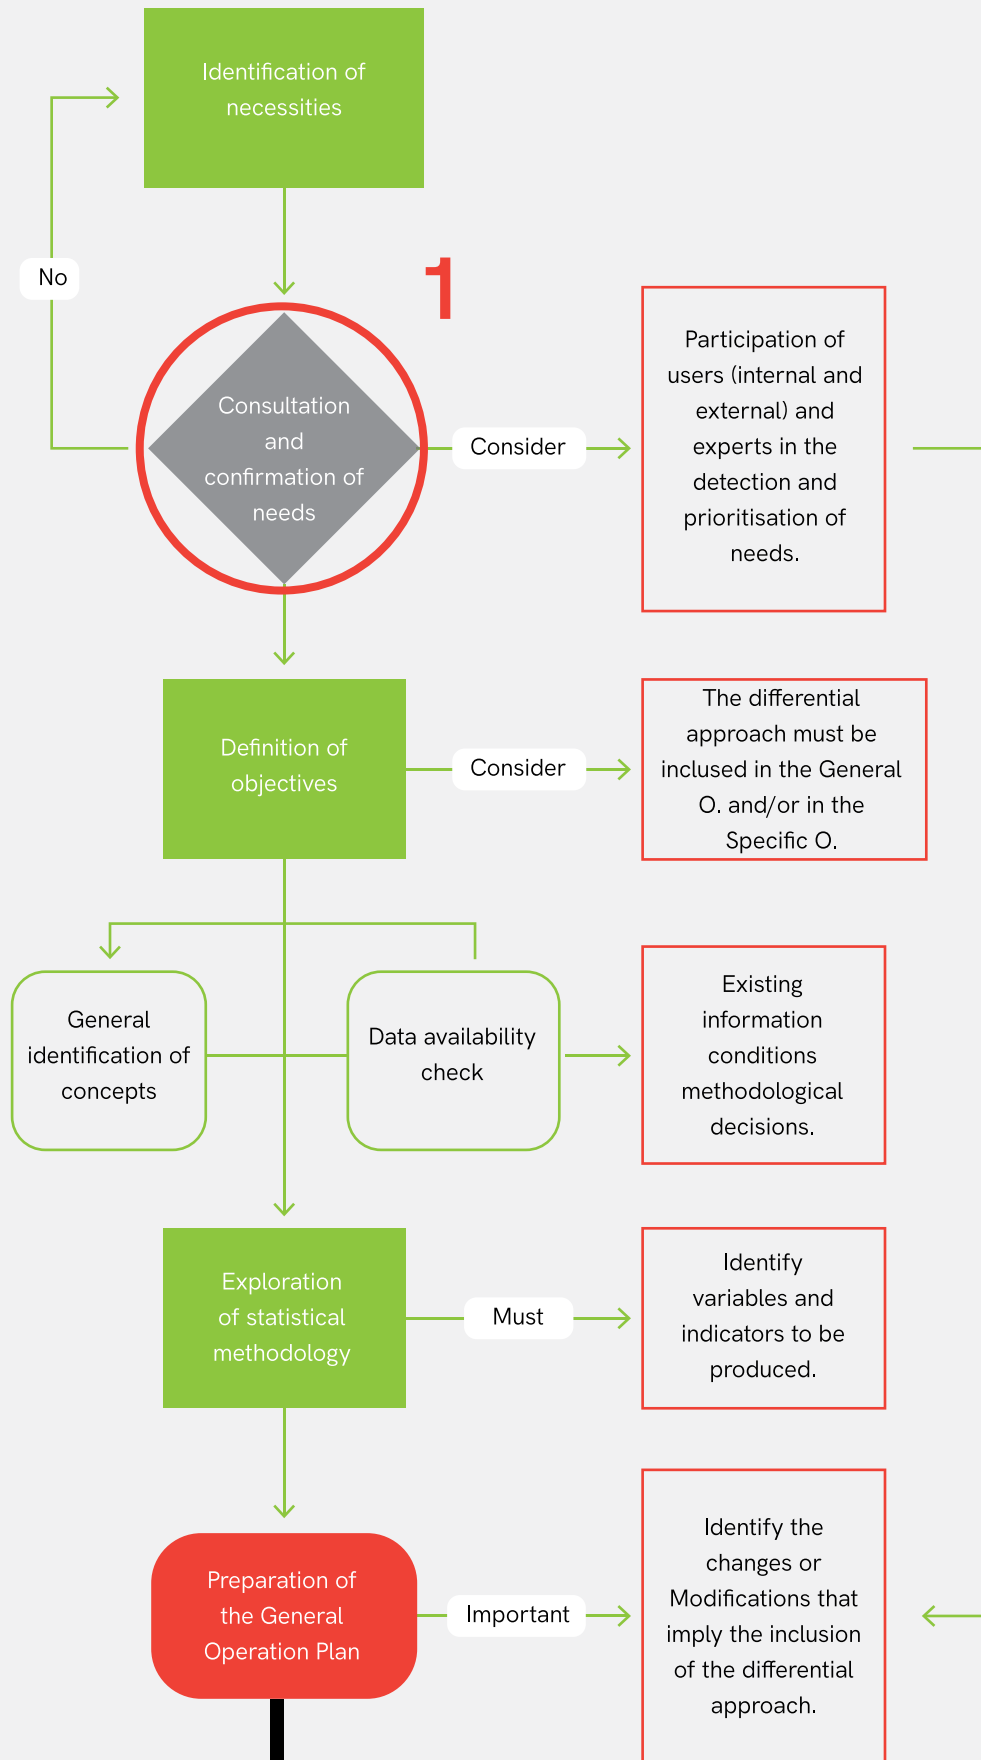 Identification of
necessities
No
1
Consultation
and
confirmation of
needs
Consider
Participation of
users (internal and
external) and
experts in the
detection and
prioritisation of
needs.
Definition of
objectives
Consider
The differential
approach must be
inclused in the General
O. and/or in the
Specific O.
General
identification of
concepts
Data availability
check
Existing
information
conditions
methodological
decisions.
Exploration
of statistical
methodology
Must
Identify
variables and
indicators to be
produced.
Preparation of
the General
Operation Plan
Important
Identify the
changes or
Modifications that
imply the inclusion
of the differential
approach.